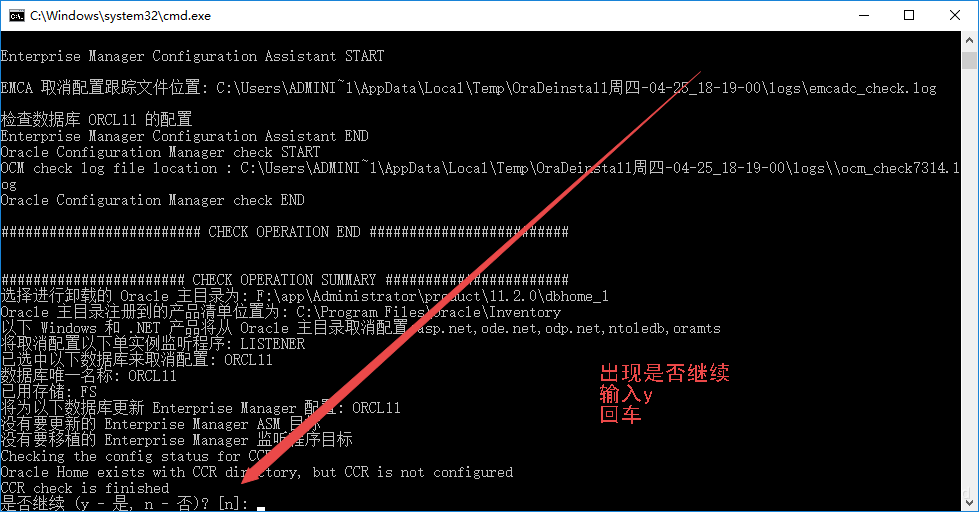 C:\Windows\system32\cmd.exe
Enterprise Manager Configuration Assistant START
EMCA 取消配置跟踪文件位置: C:\Users\ADMINI~1\AppData\Local\Temp\OraDeinstall周四-04-25_18-19-00\logs\emcadc_check.log
检查数据库 ORCL11 的配置
Enterprise Manager Configuration Assistant END
Oracle Configuration Manager check START
OCM check log file location : C:\Users\ADMINI~1\AppData\Local\Temp\OraDeinstall周四-04-25_18-19-00\logs\\ocm_check7314.l
og
Oracle Configuration Manager check END
######################### CHECK OPERATION END #########################
####################### CHECK OPERATION SUMMARY #######################
选择进行卸载的 Oracle 主目录为: F:\app\Administrator\product\11.2.0\dbhome_1
Oracle 主目录注册到的产品清单位置为: C:\Program Files\Oracle\Inventory
以下 Windows 和 .NET 产品将从 Oracle 主目录取消配置 asp.net,ode.net,odp.net,ntoledb,oramts
将取消配置以下单实例监听程序: LISTENER
已选中以下数据库来取消配置: ORCL11
数据库唯一名称: ORCL11
已用存储: FS
将为以下数据库更新 Enterprise Manager 配置: ORCL11
没有要更新的 Enterprise Manager ASM 目标
没有要移植的 Enterprise Manager 监听程序目标
Checking the config status for CCR
Oracle Home exists with CCR directory, but CCR is not configured
CCR check is finished
是否继续 (y - 是, n - 否)? [n]:
出现是否继续
输入y
回车